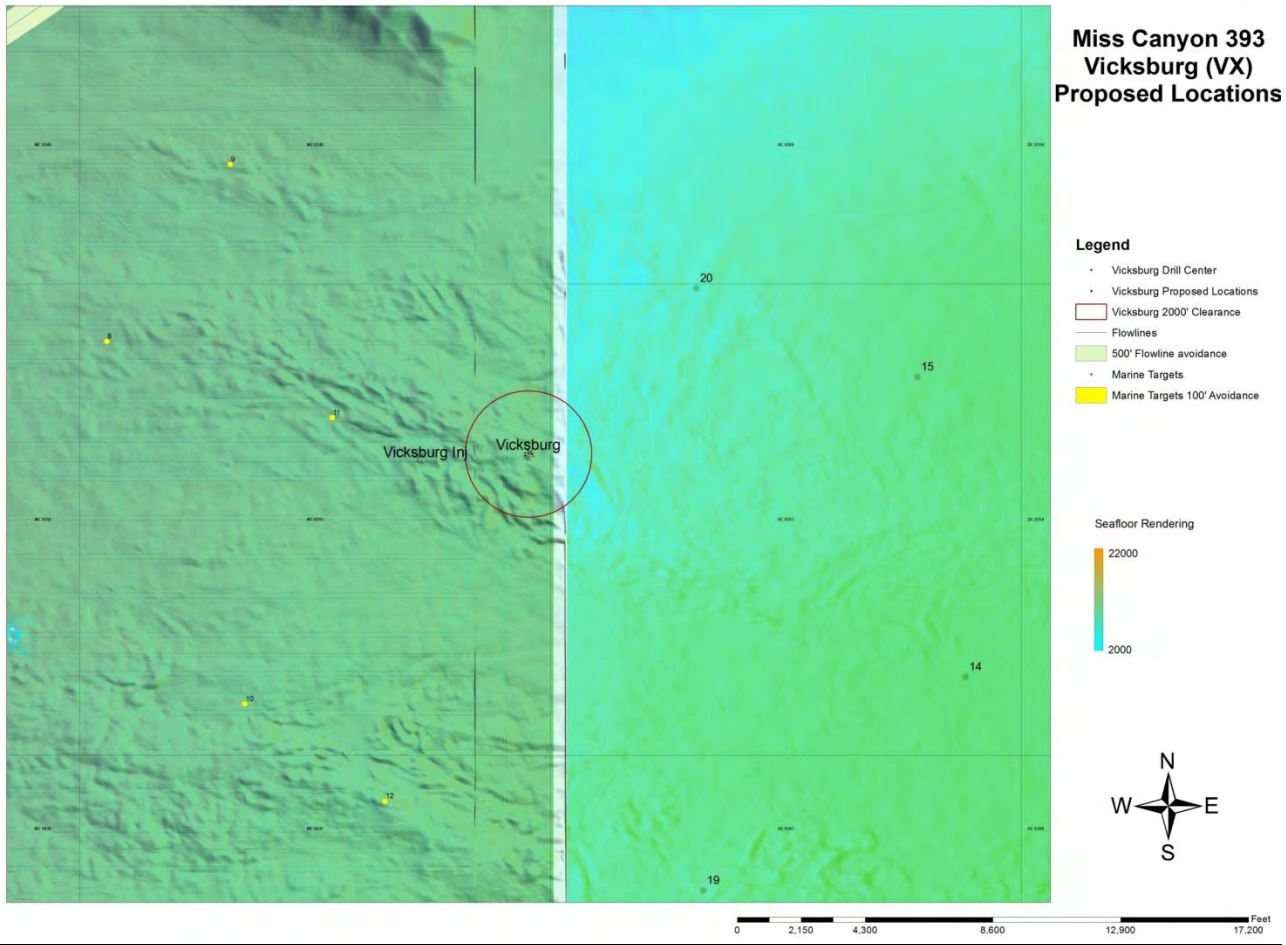 Miss Canyon 393
Vicksburg (VX)
Proposed Locations
9
20
8
15
11
Vicksburg Inj
Vicksburg
14
10
12
19
Legend
Vicksburg Drill Center
Vicksburg Proposed Locations
Vicksburg 2000' Clearance
Flowlines
500' Flowline avoidance
Marine Targets
Marine Targets 100' Avoidance
Seafloor Rendering
22000
2000
N
W
E
S
Feet
0
2,150
4,300
8,600
12,900
17,200